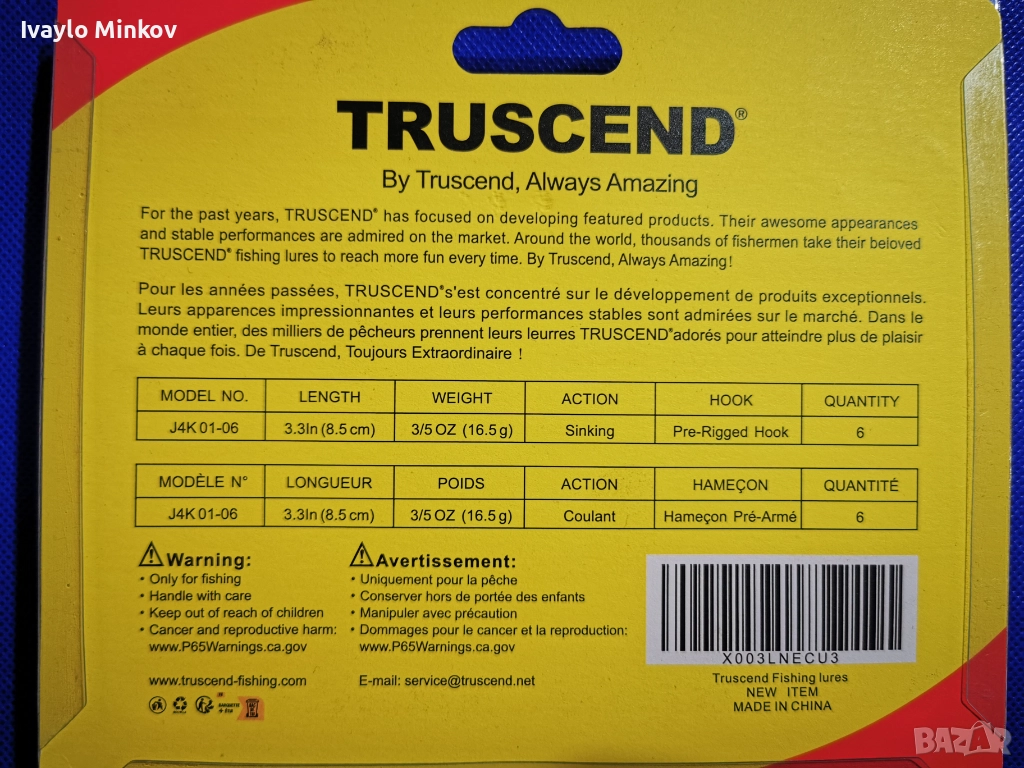 Ivaylo Minkov
TRUSCEND®
By Truscend, Always Amazing
For the past years, TRUSCEND® has focused on developing featured products. Their awesome appearances
and stable performances are admired on the market. Around the world, thousands of fishermen take their beloved
TRUSCEND® fishing lures to reach more fun every time. By Truscend, Always Amazing!
Pour les années passées, TRUSCEND®s'est concentré sur le développement de produits exceptionnels.
Leurs apparences impressionnantes et leurs performances stables sont admirées sur le marché. Dans le
monde entier, des milliers de pêcheurs prennent leurs leurres TRUSCEND®adorés pour atteindre plus de plaisir
à chaque fois. De Truscend, Toujours Extraordinaire !
MODEL NO. LENGTH WEIGHT ACTION HOOK QUANTITY
J4K 01-06 3.3In (8.5 cm) 3/5 OZ (16.5 g) Sinking Pre-Rigged Hook 6
MODÈLE N° LONGUEUR POIDS ACTION HAMEÇON QUANTITÉ
J4K 01-06 3.3In (8.5 cm) 3/5 OZ (16.5 g) Coulant Hameçon Pré-Armé 6
Warning:
• Only for fishing
• Handle with care
• Keep out of reach of children
• Cancer and reproductive harm:
www.P65Warnings.ca.gov
Avertissement:
• Uniquement pour la pêche
• Conserver hors de portée des enfants
• Manipuler avec précaution
• Dommages pour le cancer et la reproduction:
www.P65Warnings.ca.gov
www.truscend-fishing.com
E-mail: service@truscend.net
X003LNECU3
Truscend Fishing lures
NEW ITEM
MADE IN CHINA
BAZAR